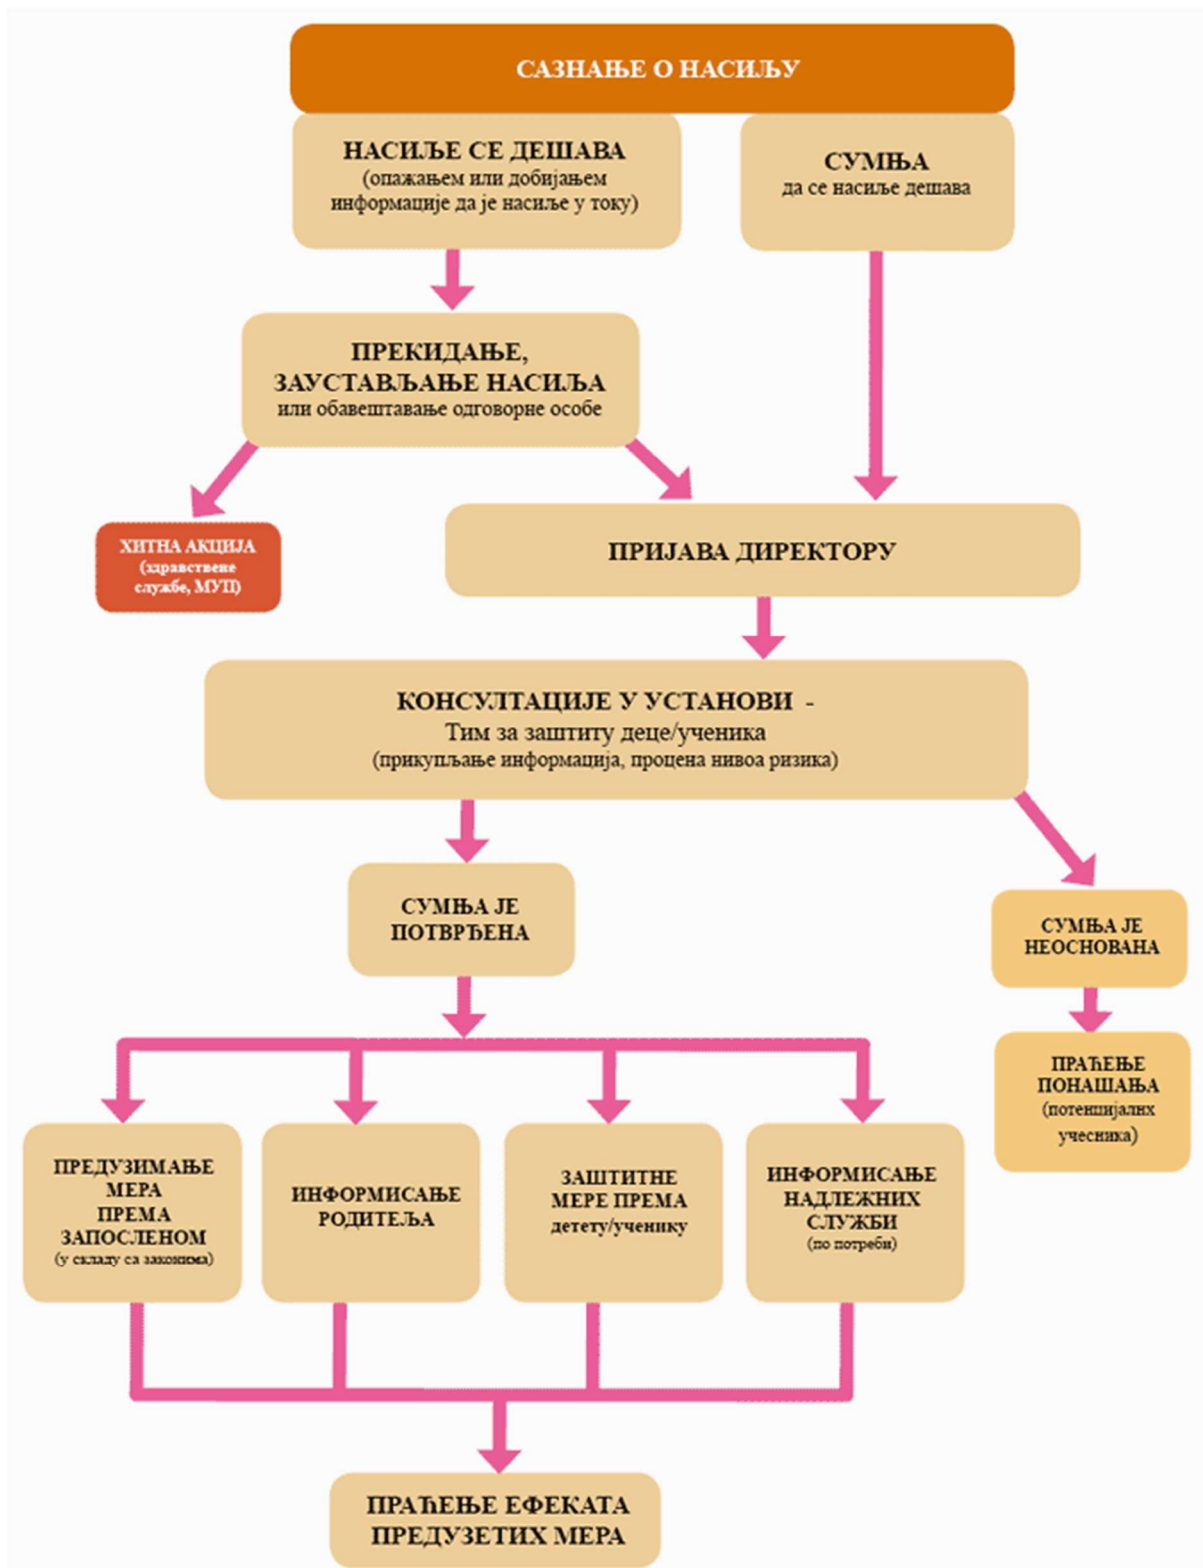 САЗНАЊЕ О НАСИЉУ
НАСИЉЕ СЕ ДЕШАВА
(опажањем или добијањем
информације да је насиље у току)
СУМЊА
да се насиље дешава
ПРЕКИДАЊЕ,
ЗАУСТАВЉАЊЕ НАСИЉА
или обавештавање одговорне особе
ХИТНА АКЦИЈА
(здравствене
службе, МУП)
ПРИЈАВА ДИРЕКТОРУ
КОНСУЛТАЦИЈЕ У УСТАНОВИ -
Тим за заштиту деце/ученика
(прикупљање информација, процена нивоа ризика)
СУМЊА ЈЕ
ПОТВРЂЕНА
СУМЊА ЈЕ
НЕОСНОВАНА
ПРАЋЕЊЕ
ПОНАШАЊА
(потенцијалнх
учесника)
ПРЕДУЗИМАЊЕ
МЕРА
ПРЕМА
ЗАПОСЛЕНОМ
(у складу са законима)
ИНФОРМИСАЊЕ
РОДИТЕЉА
ЗАШТИТНЕ
МЕРЕ ПРЕМА
детету/ученику
ИНФОРМИСАЊЕ
НАДЛЕЖНИХ
СЛУЖБИ
(по потреби)
ПРАЋЕЊЕ ЕФЕКАТА
ПРЕДУЗЕТИХ МЕРА